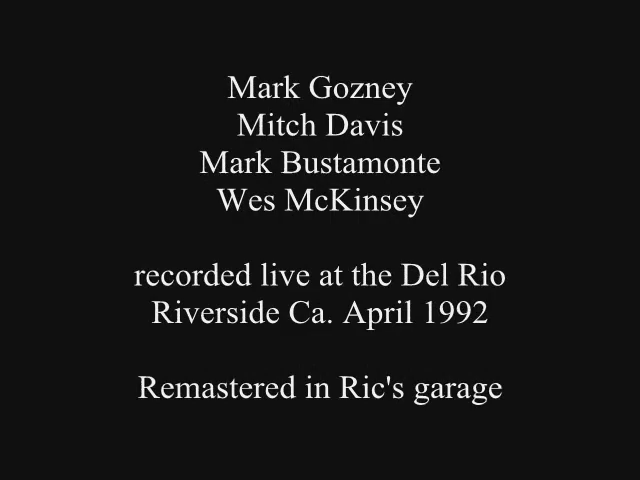 Mark Gozney
Mitch Davis
Mark Bustamonte
Wes McKinsey
recorded live at the Del Rio
Riverside Ca. April 1992
Remastered in Ric's garage